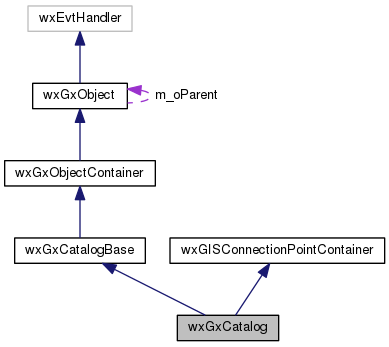 wxEvtHandler
wxGxObject
m_oParent
wxGxObjectContainer
wxGxCatalogBase
wxGISConnectionPointContainer
wxGxCatalog